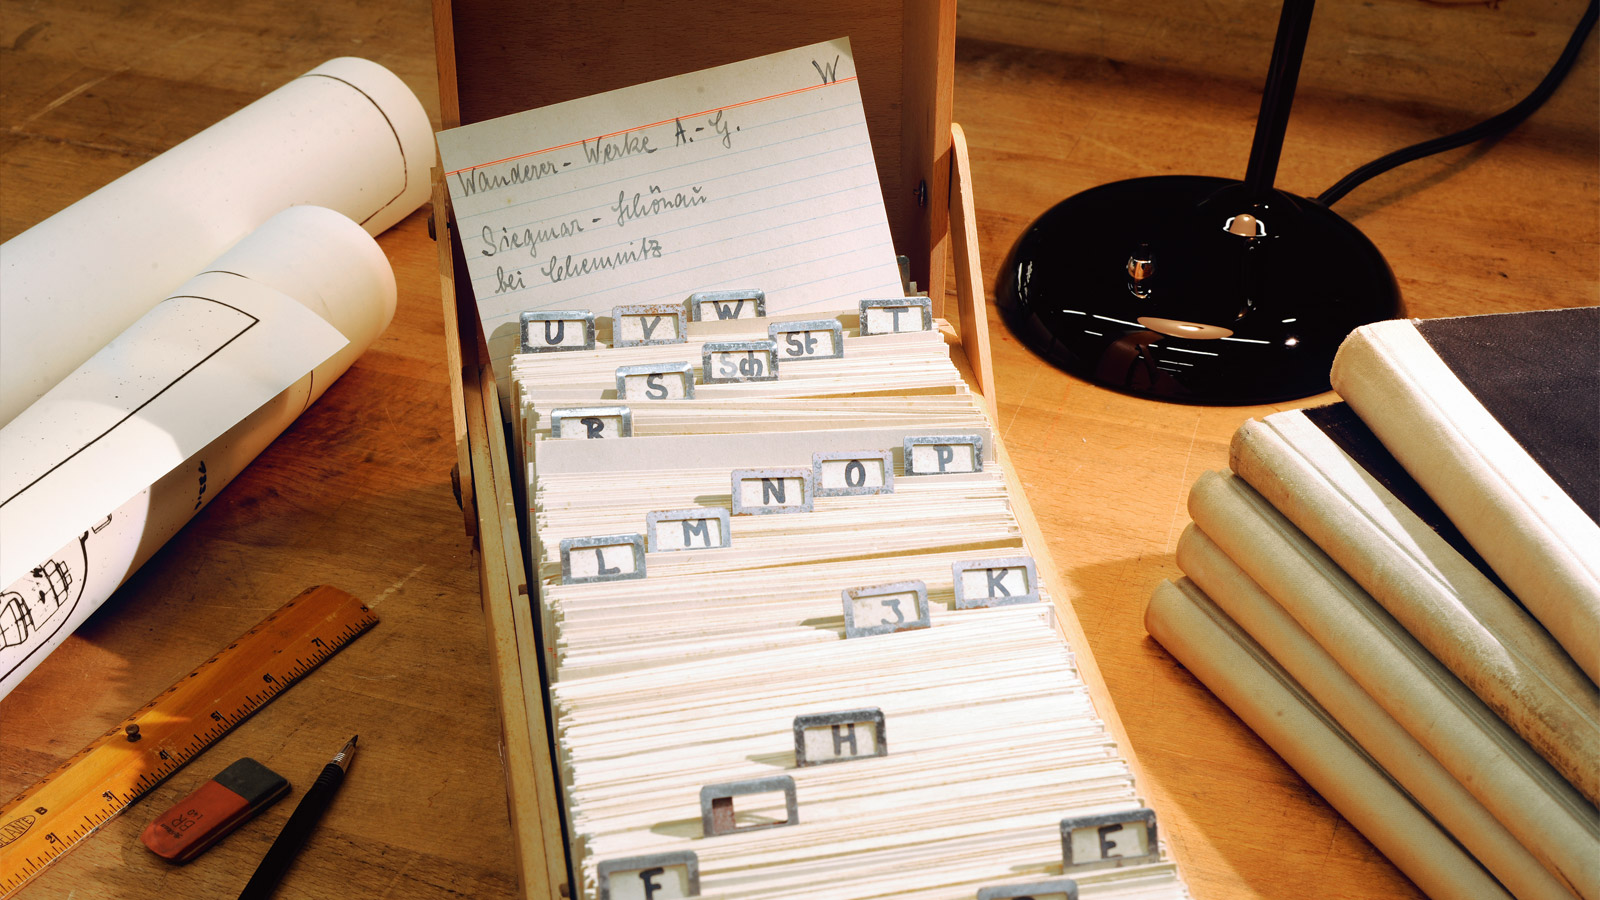 W
Wanderer-Werke A.-G.
Siegmar-Schönau
bei Chemnitz
U
V
W
T
S
Sch
St
R
N
O
P
L
M
J
K
H
F
E